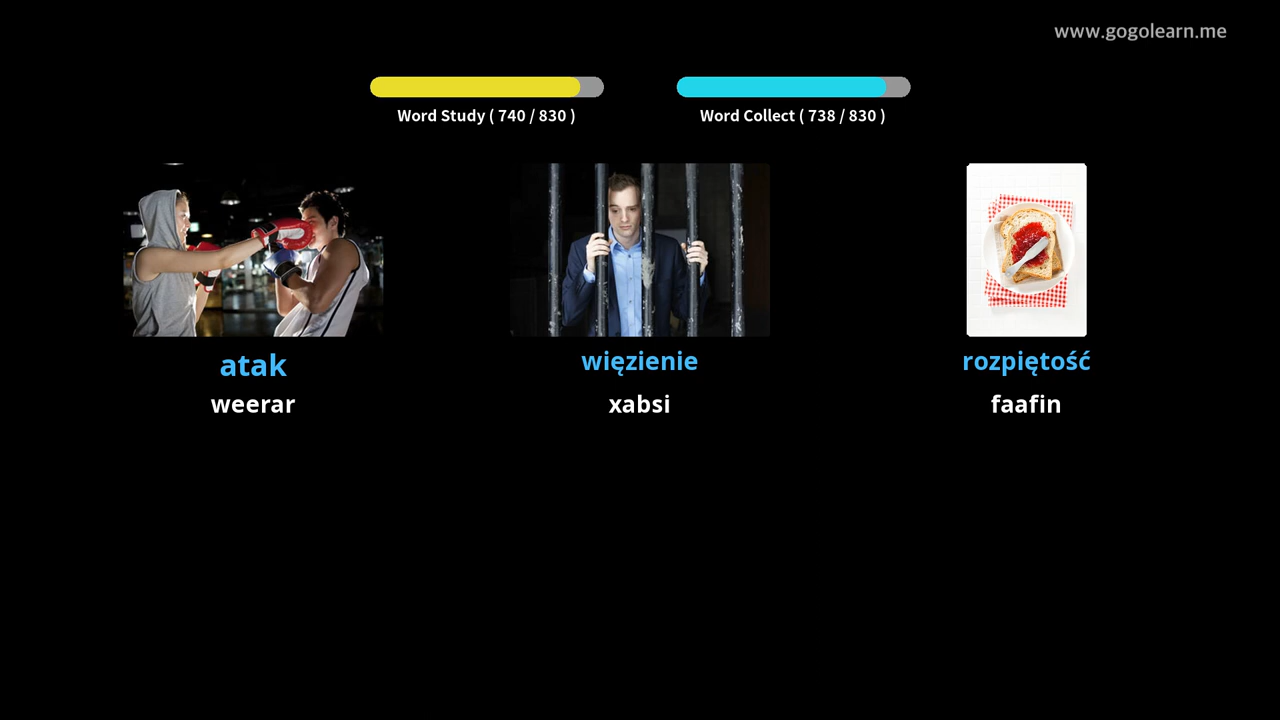 www.gogolearn.me
Word Study ( 740 / 830 )
Word Collect ( 738 / 830 )
atak
więzienie
rozpiętość
weerar
xabsi
faafin